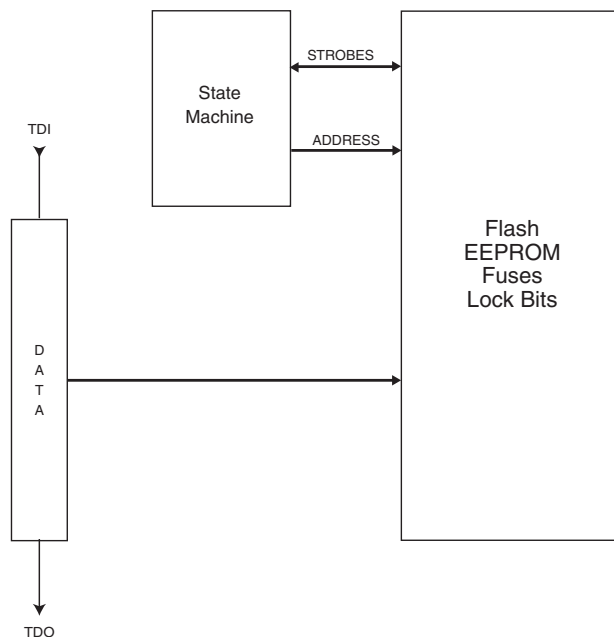 STROBES
State
Machine
TDI
ADDRESS
Flash
EEPROM
Fuses
Lock Bits
D
A
T
A
TDO